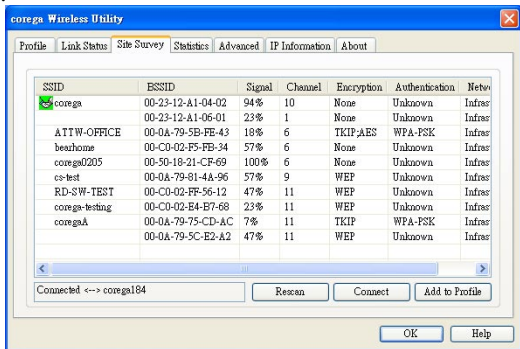 corega Wireless Utility
Profile Link Status Site Survey Statistics Advanced IP Information About
SSID BSSID Signal Channel Encryption Authentication Netw
corega 00-23-12-A1-04-02 94% 10 None Unknown Infras
00-23-12-A1-06-01 23% 1 None Unknown Infras
ATTW-OFFICE 00-0A-79-5B-FE-43 18% 6 TKIP;AES WPA-PSK Infras
bearhome 00-C0-02-F5-FB-34 57% 6 None Unknown Infras
corega0205 00-50-18-21-CF-69 100% 6 None Unknown Infras
cs-test 00-0A-79-81-4A-96 57% 9 WEP Unknown Infras
RD-SW-TEST 00-C0-02-FF-56-12 47% 11 WEP Unknown Infras
corega-testing 00-C0-02-E4-B7-68 23% 11 WEP Unknown Infras
coregaA 00-0A-79-75-CD-AC 7% 11 TKIP WPA-PSK Infras
00-0A-79-5C-E2-A2 47% 11 WEP Unknown Infras
Connected <--> corega184 Rescan Connect Add to Profile
OK Help